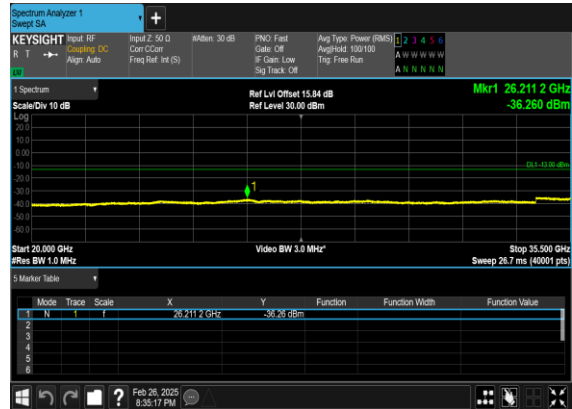 Spectrum Analyzer 1
Swept SA
+
KEYSIGHT Input: RF Input Z: 50 Ω #Atten: 30 dB PNO: Fast Avg Type: Power (RMS) 1 2 3 4 5 6
R T Coupling: DC Corr CCorr Gate: Off Avg|Hold: 100/100 A W W W W W
Align: Auto Freq Ref: Int (S) IF Gain: Low Trig: Free Run A N N N N N
Sig Track: Off
1 Spectrum Ref Lvl Offset 15.84 dB Mkr1 26.211 2 GHz
Scale/Div 10 dB Ref Level 30.00 dBm -36.260 dBm
Log
20.0
10.0
0.00
-10.0 DL1 -13.00 dBm
-20.0
-30.0 1
-40.0
-50.0
-60.0
Start 20.000 GHz Video BW 3.0 MHz* Stop 35.500 GHz
#Res BW 1.0 MHz Sweep 26.7 ms (40001 pts)
5 Marker Table
Mode Trace Scale X Y Function Function Width Function Value
1 N 1 f 26.211 2 GHz -36.26 dBm
2
3
4
5
6
? Feb 26, 2025
8:35:17 PM